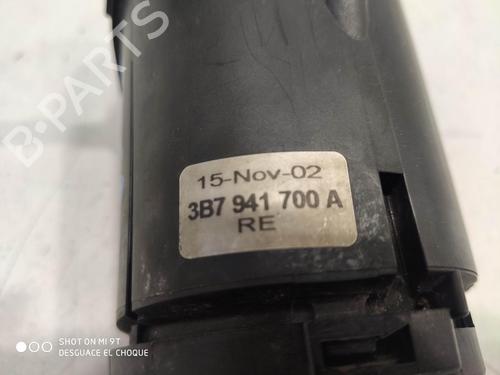 B-PARTS
15-Nov-02
3B7 941 700 A
RE
SHOT ON MI 9T
DESGUACE EL CHOQUE